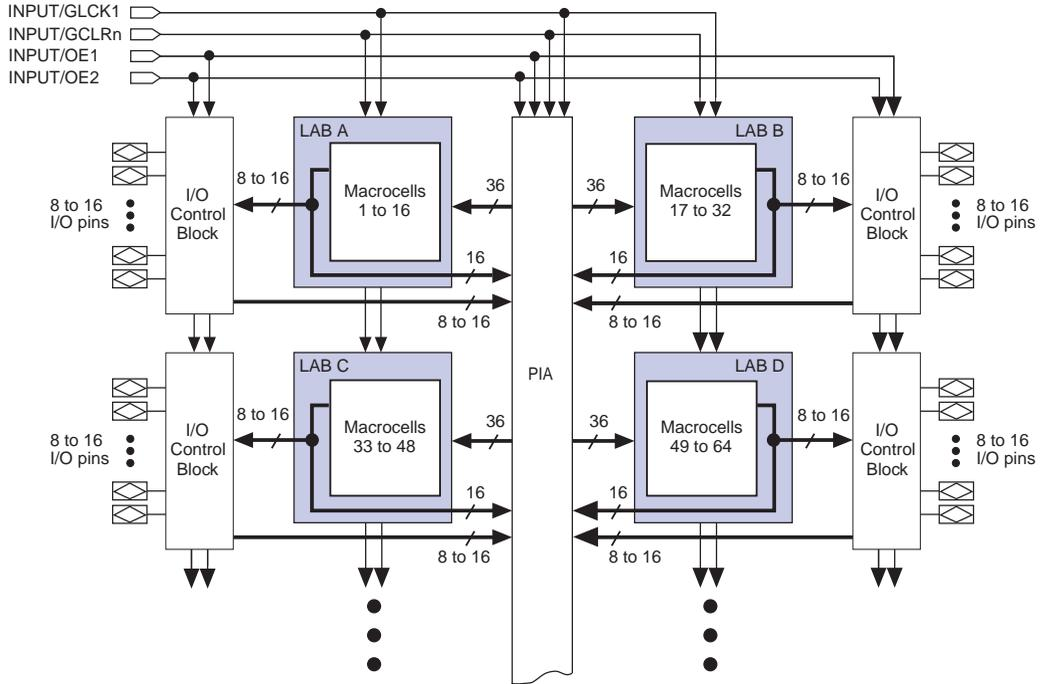 INPUT/GLCK1
INPUT/GCLRn
INPUT/OE1
INPUT/OE2
LAB A
LAB B
8 to 16
I/O pins
I/O
Control
Block
8 to 16
Macrocells
1 to 16
36
36
Macrocells
17 to 32
8 to 16
I/O
Control
Block
8 to 16
I/O pins
16
16
8 to 16
8 to 16
PIA
LAB C
LAB D
8 to 16
I/O pins
I/O
Control
Block
8 to 16
Macrocells
33 to 48
36
36
Macrocells
49 to 64
8 to 16
I/O
Control
Block
8 to 16
I/O pins
16
16
8 to 16
8 to 16